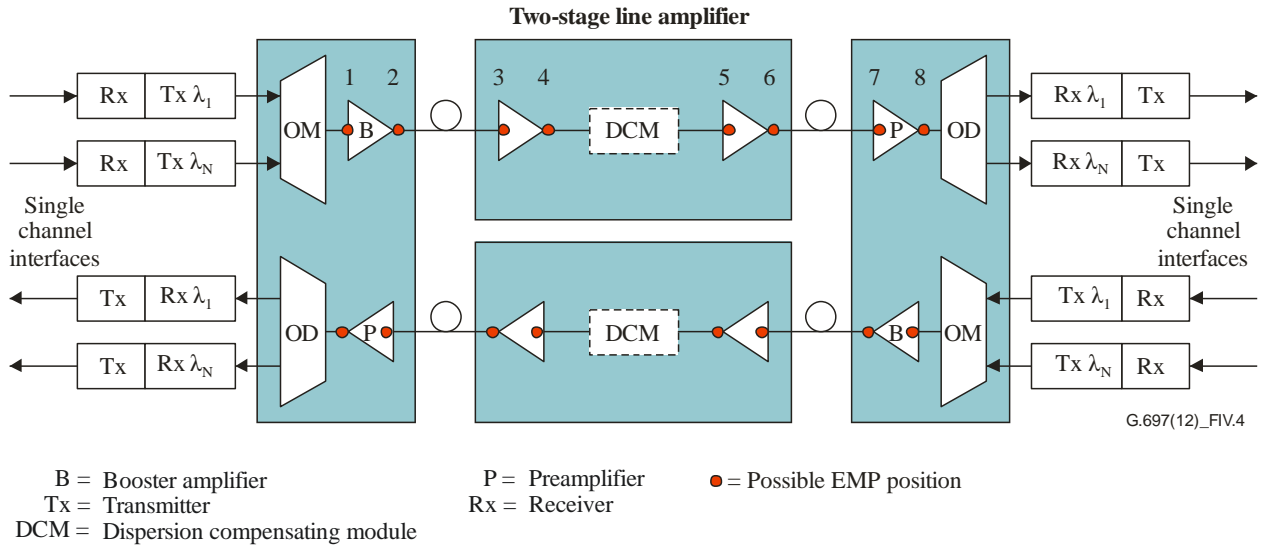 Two-stage line amplifier
1 2 3 4 5 6 7 8
Rx Tx λ1 OM B DCM P OD Rx λ1 Tx
Rx Tx λN Rx λN Tx
Single
channel
interfaces
Single
channel
interfaces
Tx Rx λ1 OD P DCM B OM Tx λ1 Rx
Tx Rx λN Tx λN Rx
G.697(12)_FIV.4
B = Booster amplifier
Tx = Transmitter
DCM = Dispersion compensating module
P = Preamplifier
Rx = Receiver
= Possible EMP position